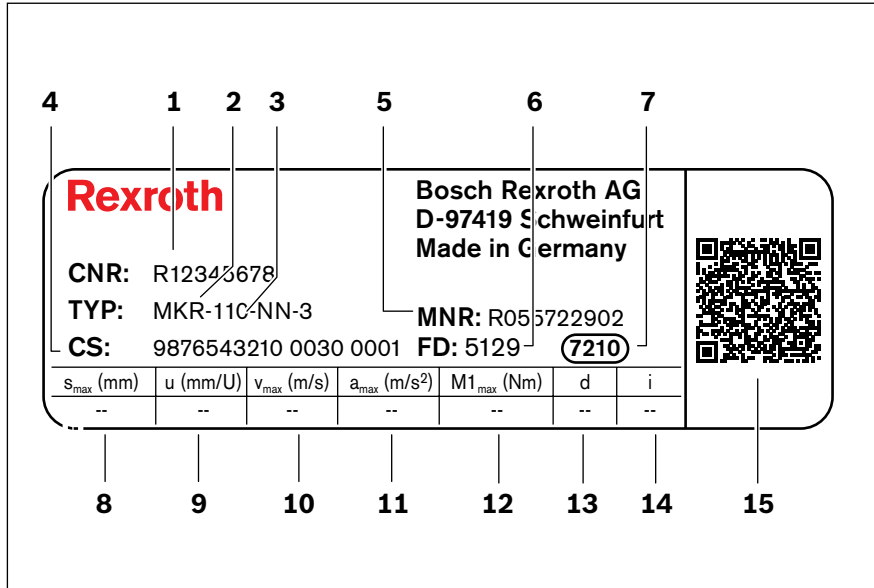 4 1 2 3 5 6 7
Rexroth
Bosch Rexroth AG
D-97419 Schweinfurt
Made in Germany
CNR: R12345678
TYP: MKR-110-NN-3
MNR: R055722902
CS: 9876543210 0030 0001 FD: 5129 7210
smax (mm) u (mm/U) vmax (m/s) amax (m/s²) M1max (Nm) d i
-- -- -- -- -- -- --
8 9 10 11 12 13 14 15